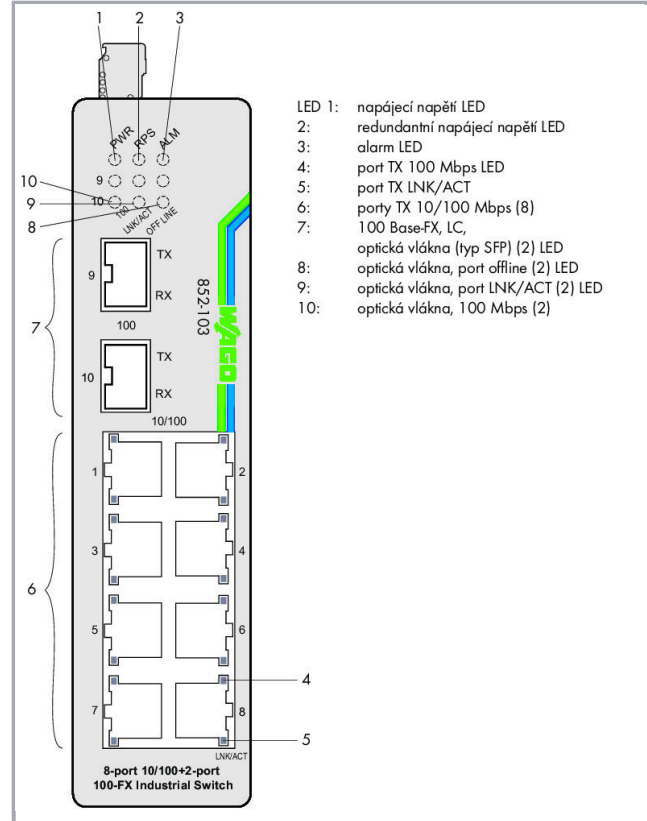 1 2 3
PWR RPS ALM
9
10
10
9
8
100 LNK/ACT OFF LINE
TX
9
RX
100
7
TX
10
RX
10/100
852-103
WAGO
1 2
3 4
5 6
6
7 8
4
5
LNK/ACT
8-port 10/100+2-port
100-FX Industrial Switch
LED 1: napájecí napětí LED
2: redundantní napájecí napětí LED
3: alarm LED
4: port TX 100 Mbps LED
5: port TX LNK/ACT
6: porty TX 10/100 Mbps (8)
7: 100 Base-FX, LC,
optická vlákna (typ SFP) (2) LED
8: optická vlákna, port offline (2) LED
9: optická vlákna, port LNK/ACT (2) LED
10: optická vlákna, 100 Mbps (2)